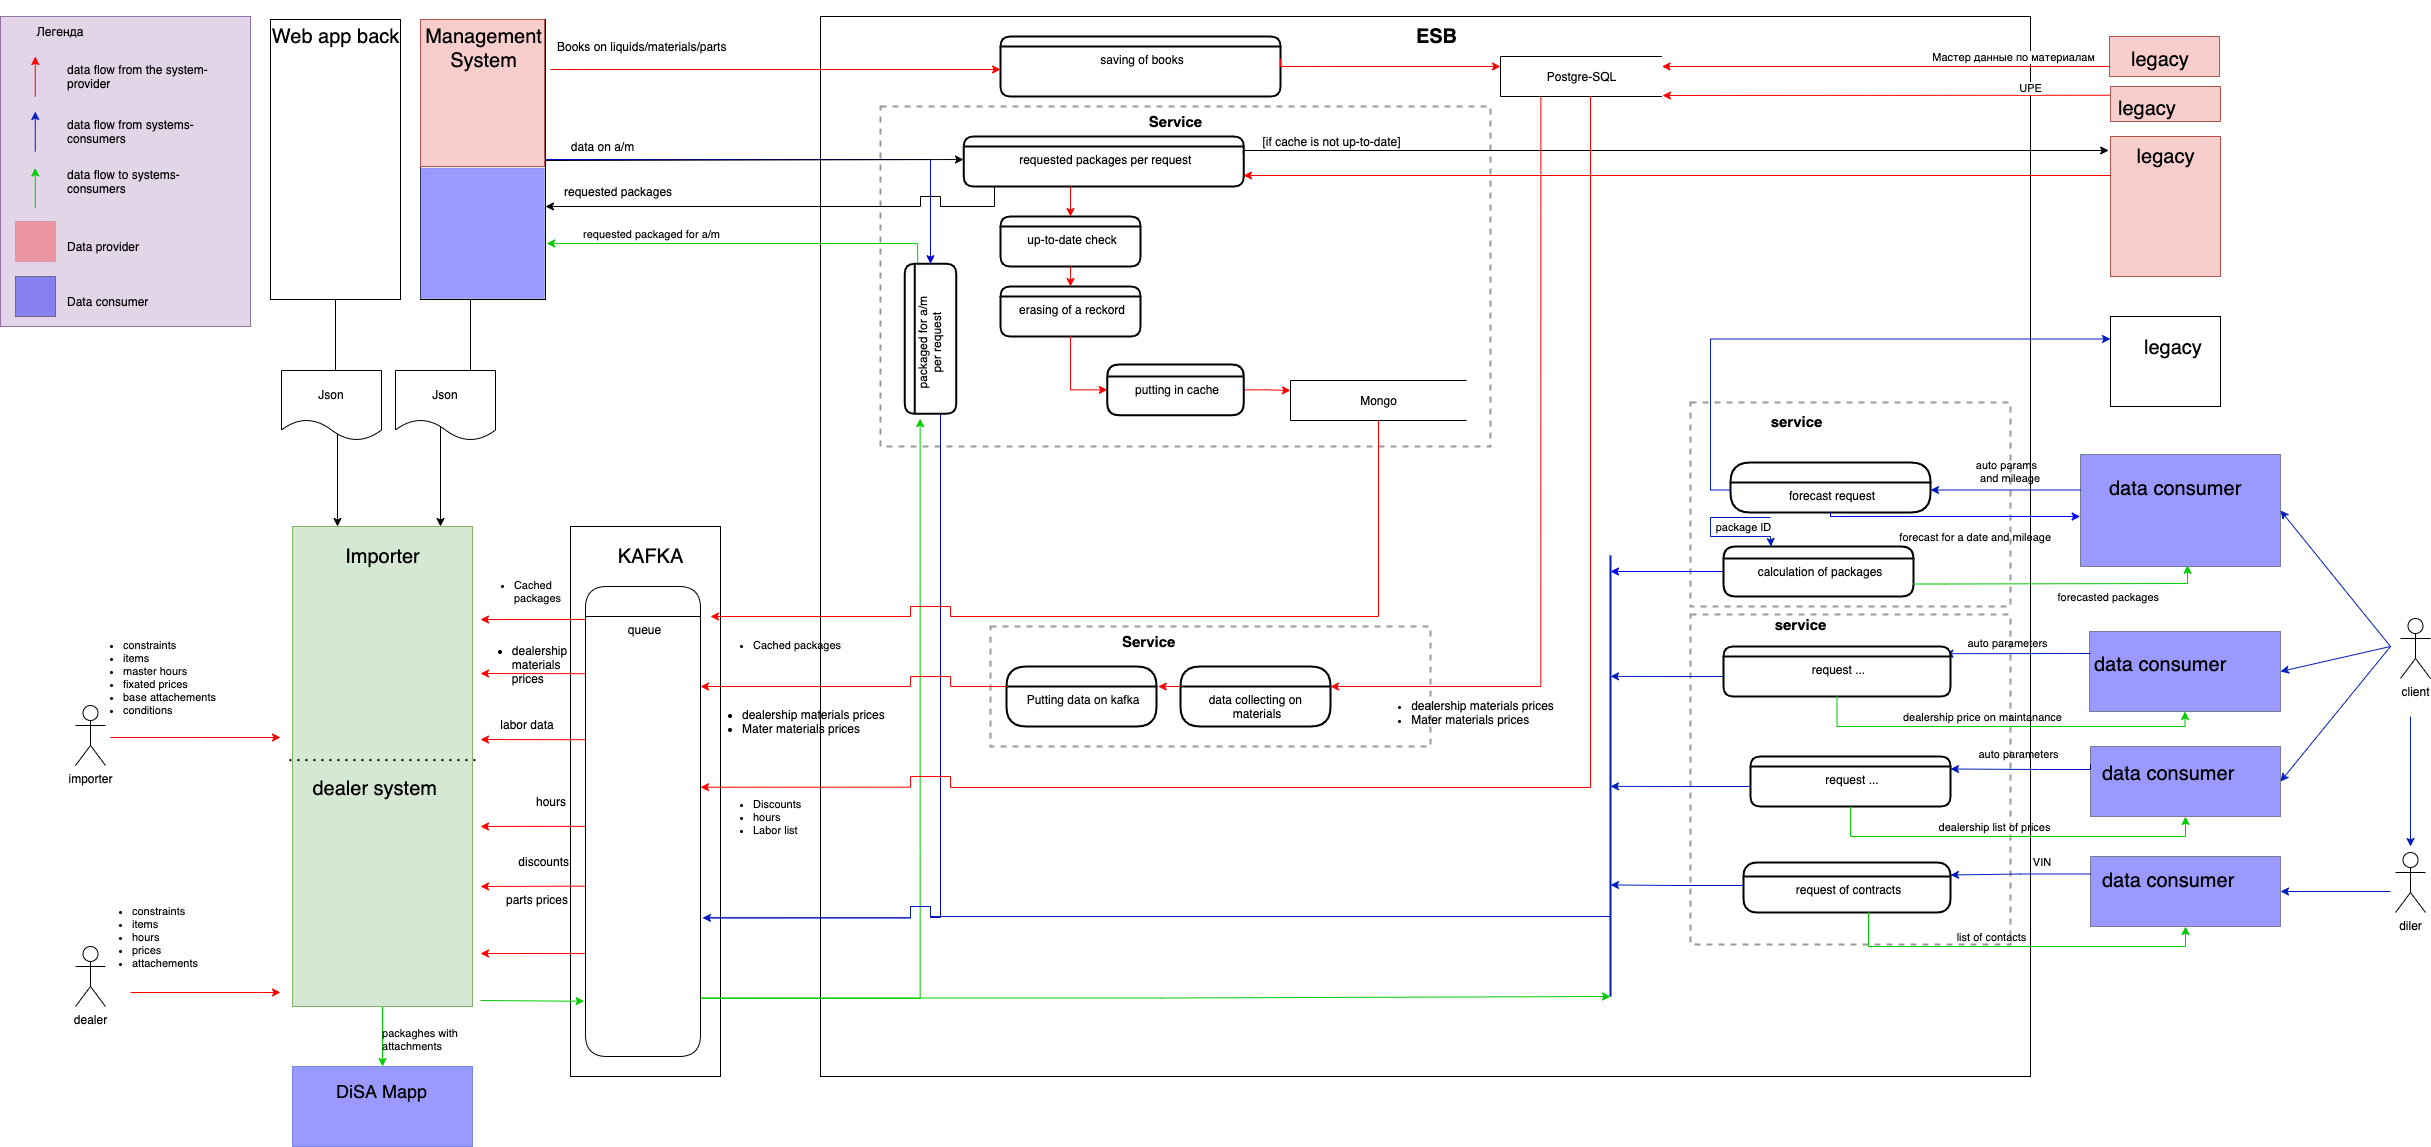 Легенда
data flow from the system-
provider
data flow from systems-
consumers
data flow to systems-
consumers
Data provider
Data consumer
Web app back
Management
System
Json
Json
Books on liquids/materials/parts
data on a/m
requested packages
requested packaged for a/m
ESB
saving of books
Postgre-SQL
Мастер данные по материалам
UPE
legacy
legacy
legacy
legacy
Service
requested packages per request
[if cache is not up-to-date]
up-to-date check
erasing of a reckord
putting in cache
Mongo
packaged for a/m
per request
service
forecast request
auto params
and mileage
package ID
forecast for a date and mileage
calculation of packages
forecasted packages
data consumer
service
request ...
auto parameters
dealership price on maintanance
data consumer
request ...
auto parameters
dealership list of prices
data consumer
request of contracts
VIN
list of contacts
data consumer
client
diler
Importer
dealer system
KAFKA
queue
• Cached
packages
• dealership
materials
prices
labor data
hours
discounts
parts prices
• Cached packages
• dealership materials prices
• Mater materials prices
• Discounts
• hours
• Labor list
Service
Putting data on kafka
data collecting on
materials
• dealership materials prices
• Mater materials prices
• constraints
• items
• master hours
• fixated prices
• base attachements
• conditions
importer
• constraints
• items
• hours
• prices
• attachements
dealer
packaghes with
attachments
DiSA Mapp